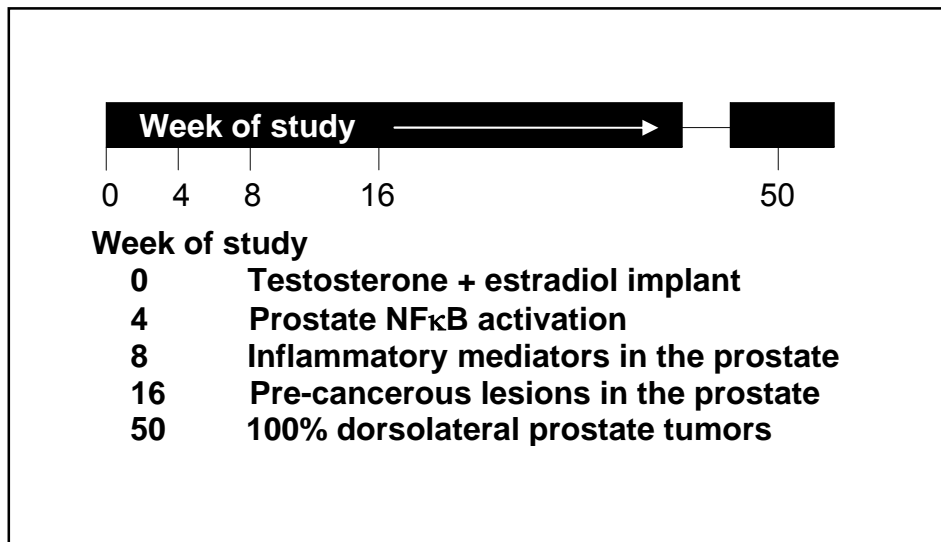 Week of study
0 4 8 16 50
Week of study
0 Testosterone + estradiol implant
4 Prostate NFκB activation
8 Inflammatory mediators in the prostate
16 Pre-cancerous lesions in the prostate
50 100% dorsolateral prostate tumors